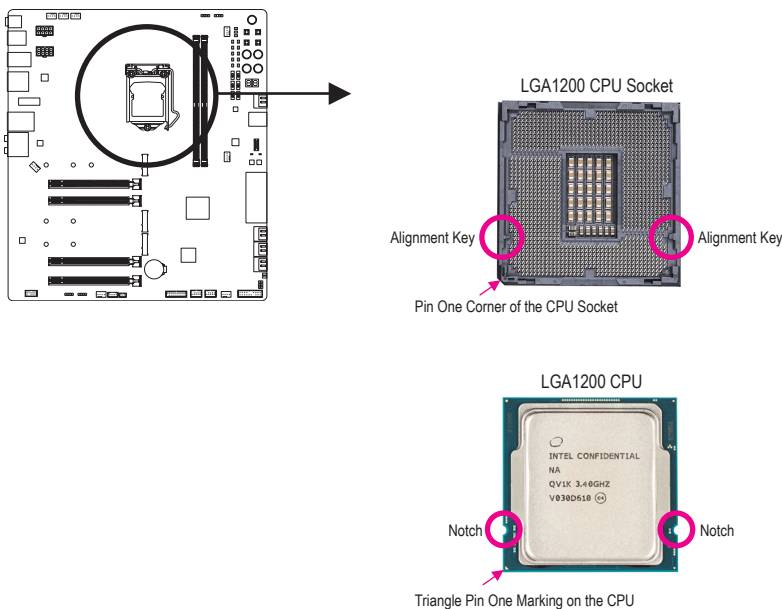 LGA1200 CPU Socket
Alignment Key
Alignment Key
Pin One Corner of the CPU Socket
LGA1200 CPU
INTEL CONFIDENTIAL
NA
QV1K 3.40GHZ
V030D610 e4
Notch
Notch
Triangle Pin One Marking on the CPU